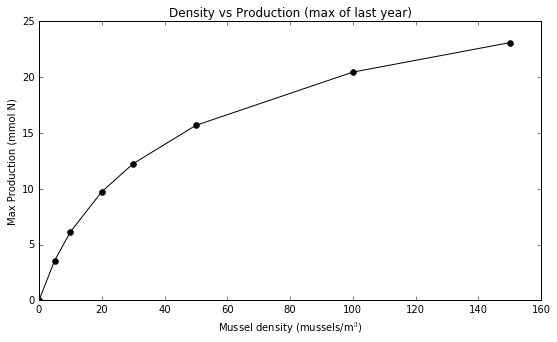 Density vs Production (max of last year)
25
20
15
10
5
0
Max Production (mmol N)
0 20 40 60 80 100 120 140 160
Mussel density (mussels/m³)